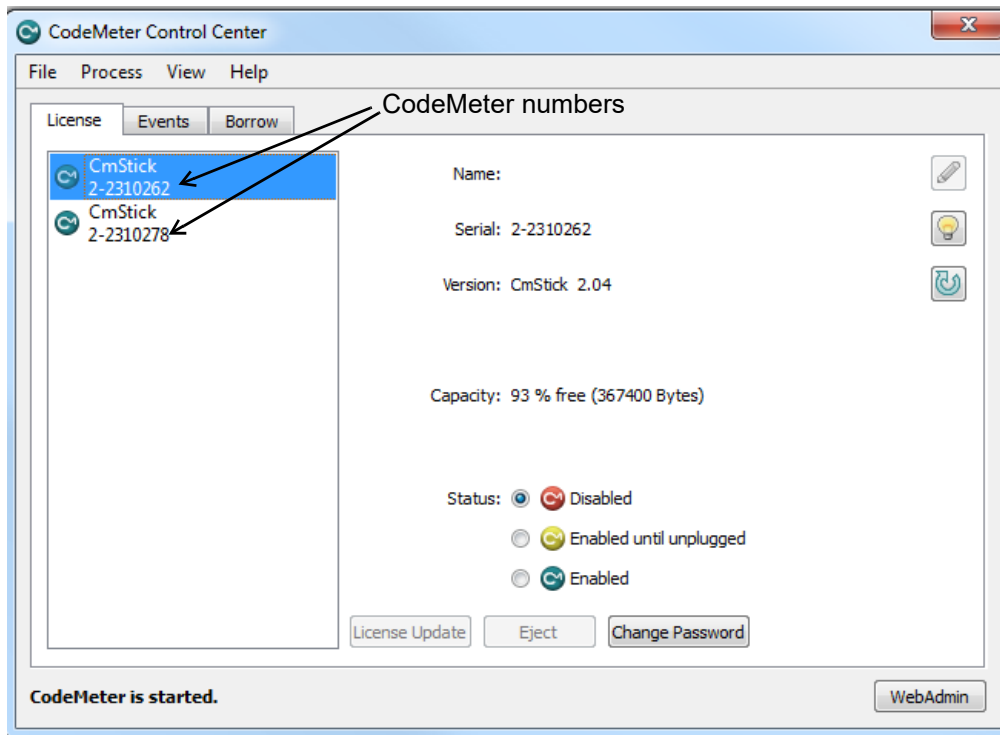 CodeMeter Control Center
File Process View Help
CodeMeter numbers
License Events Borrow
CmStick
2-2310262
CmStick
2-2310278
Name:
Serial: 2-2310262
Version: CmStick 2.04
Capacity: 93 % free (367400 Bytes)
Status: Disabled
Enabled until unplugged
Enabled
License Update Eject Change Password
CodeMeter is started. WebAdmin